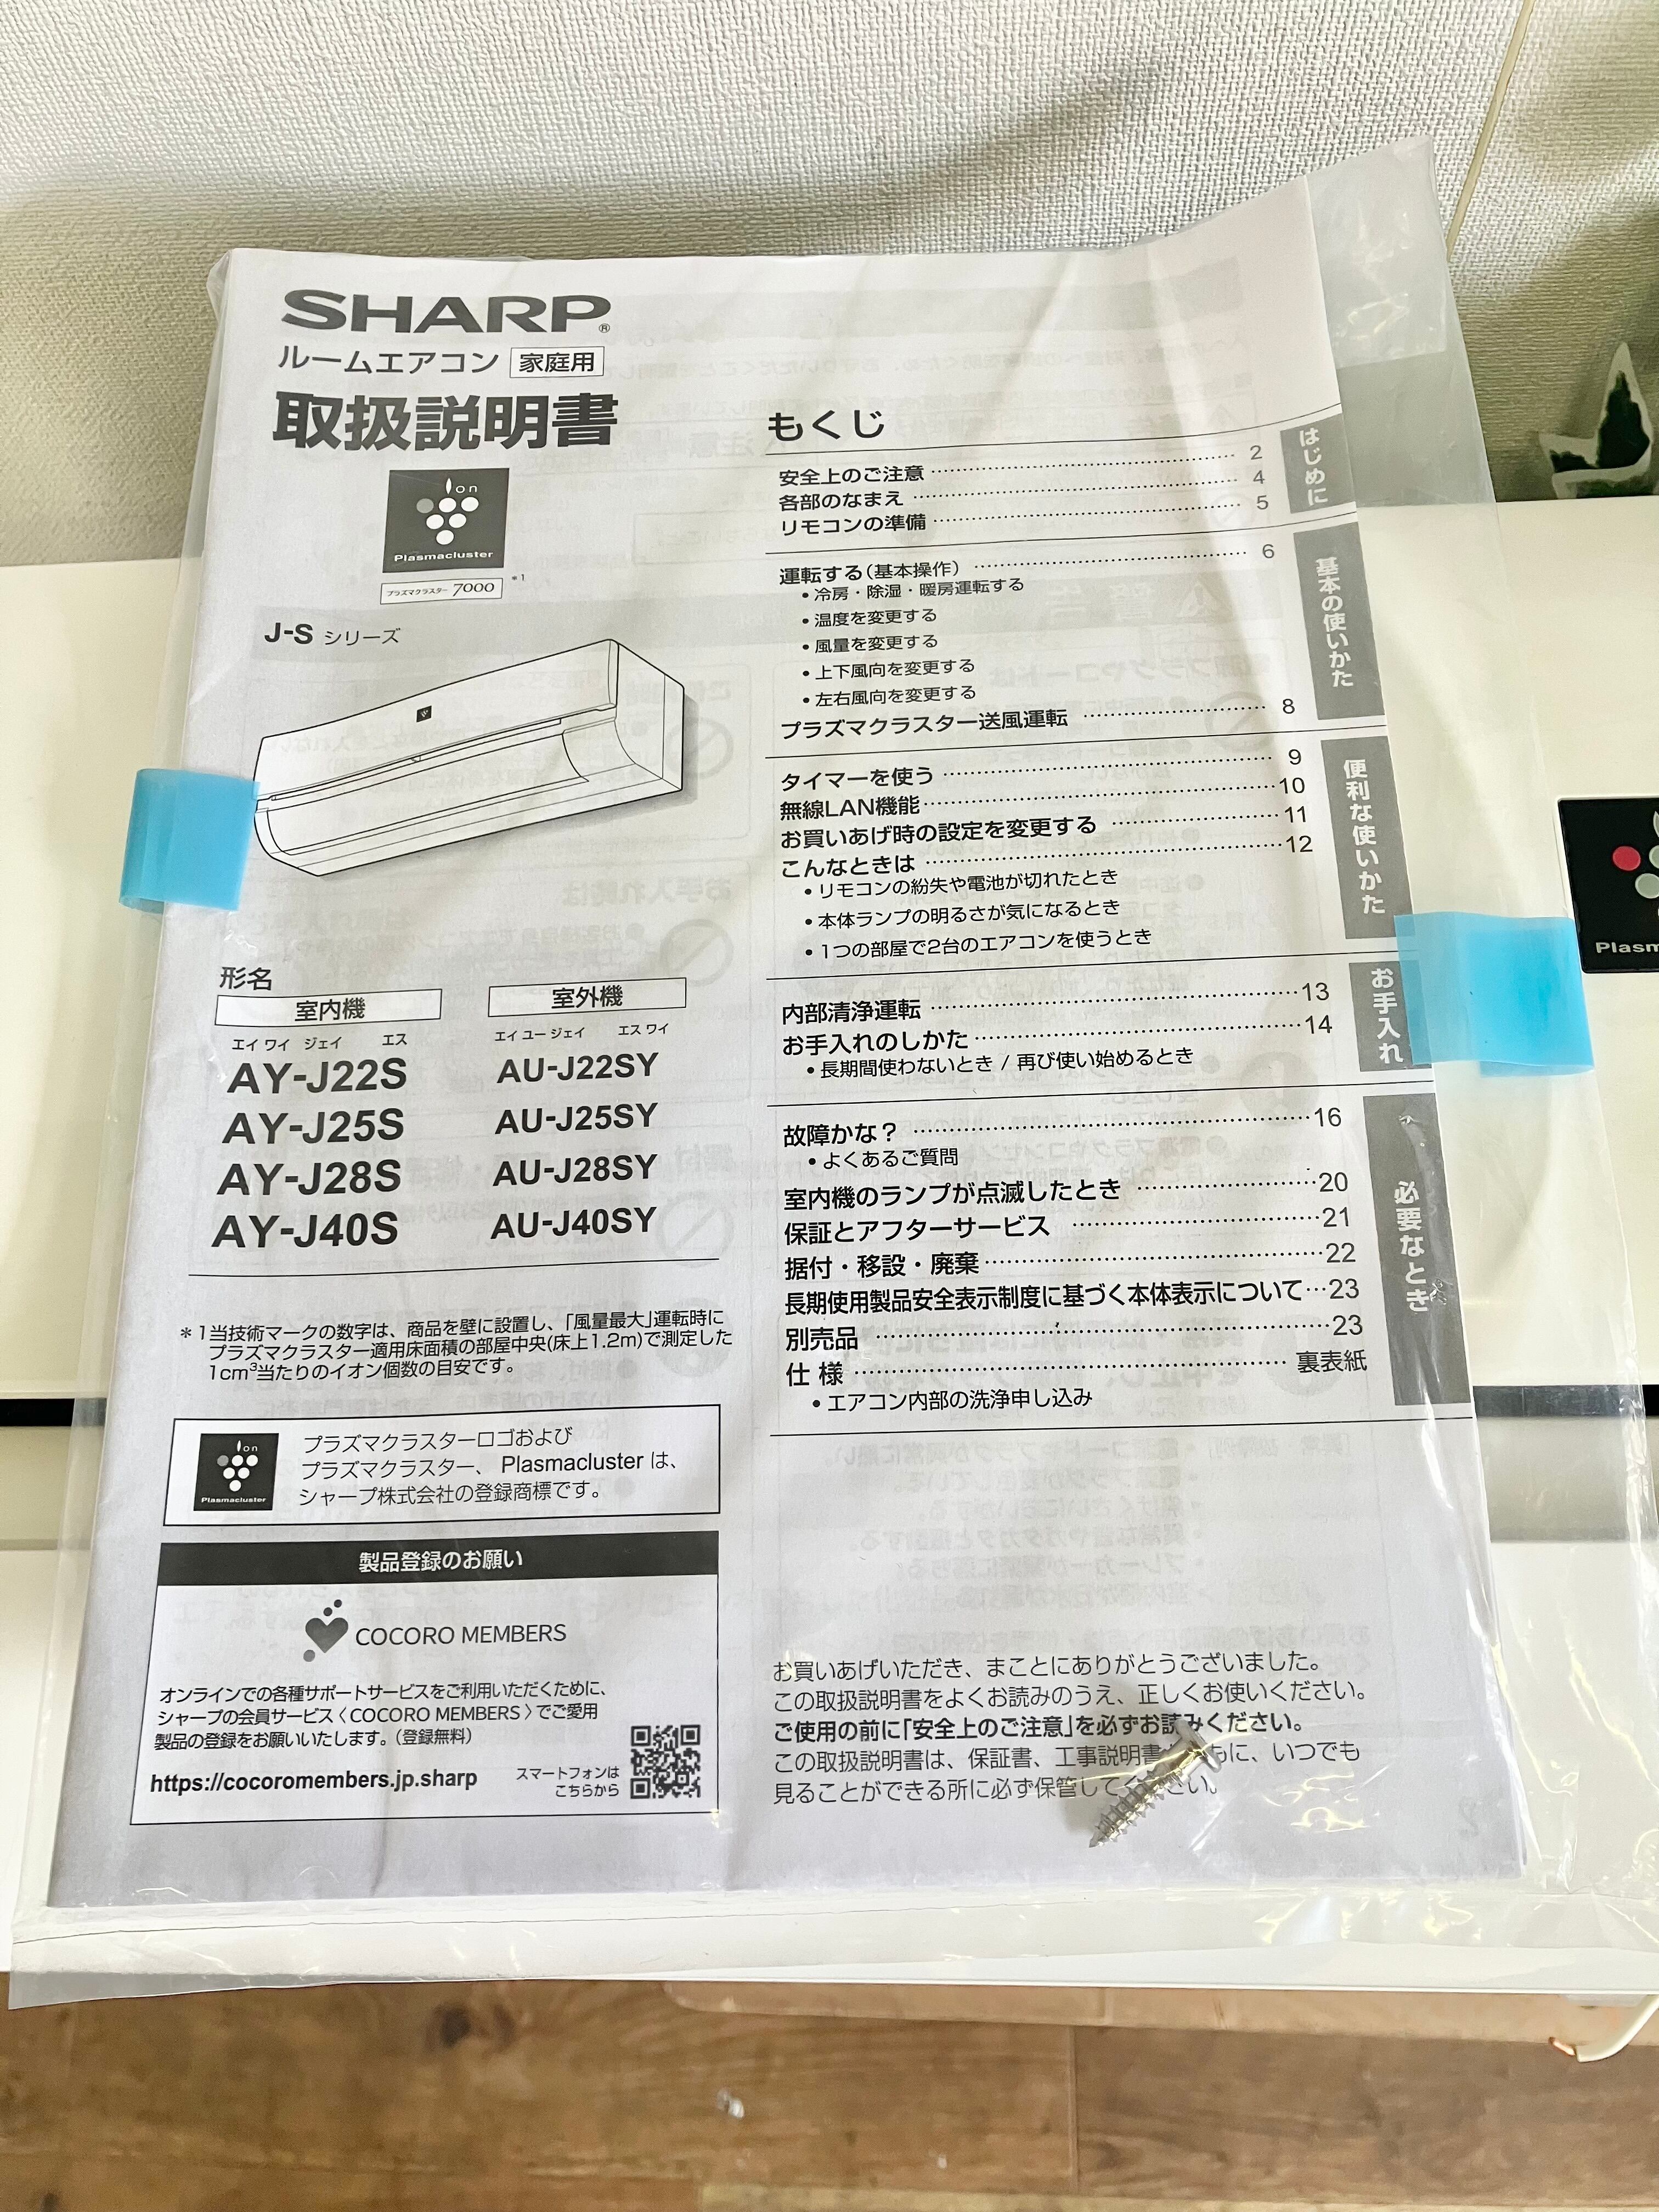 SHARP®
ルームエアコン 家庭用
取扱説明書
ion
Plasmacluster
プラズマクラスター 7000 *1
J-S シリーズ
形名
室内機 室外機
エイ ワイ ジェイ エス エイ ユー ジェイ エス ワイ
AY-J22S AU-J22SY
AY-J25S AU-J25SY
AY-J28S AU-J28SY
AY-J40S AU-J40SY
*1当技術マークの数字は、商品を壁に設置し、「風量最大」運転時に
プラズマクラスター適用床面積の部屋中央(床上1.2m)で測定した
1cm³当たりのイオン個数の目安です。
ion
Plasmacluster
プラズマクラスターロゴおよび
プラズマクラスター、Plasmacluster は、
シャープ株式会社の登録商標です。
製品登録のお願い
COCORO MEMBERS
オンラインでの各種サポートサービスをご利用いただくために、
シャープの会員サービス〈COCORO MEMBERS〉でご愛用
製品の登録をお願いいたします。(登録無料)
https://cocoromembers.jp.sharp
スマートフォンは
こちらから
もくじ
はじめに
安全上のご注意 2
各部のなまえ 4
リモコンの準備 5
基本の使いかた
運転する(基本操作) 6
• 冷房・除湿・暖房運転する
• 温度を変更する
• 風量を変更する
• 上下風向を変更する
• 左右風向を変更する
プラズマクラスター送風運転 8
便利な使いかた
タイマーを使う 9
無線LAN機能 10
お買いあげ時の設定を変更する 11
こんなときは 12
• リモコンの紛失や電池が切れたとき
• 本体ランプの明るさが気になるとき
• 1つの部屋で2台のエアコンを使うとき
お手入れ
内部清浄運転 13
お手入れのしかた 14
• 長期間使わないとき / 再び使い始めるとき
必要なとき
故障かな? 16
• よくあるご質問
室内機のランプが点滅したとき 20
保証とアフターサービス 21
据付・移設・廃棄 22
長期使用製品安全表示制度に基づく本体表示について 23
別売品 23
仕 様 裏表紙
• エアコン内部の洗浄申し込み
お買いあげいただき、まことにありがとうございました。
この取扱説明書をよくお読みのうえ、正しくお使いください。
ご使用の前に「安全上のご注意」を必ずお読みください。
この取扱説明書は、保証書、工事説明書ともに、いつでも
見ることができる所に必ず保管してください。
Plasm